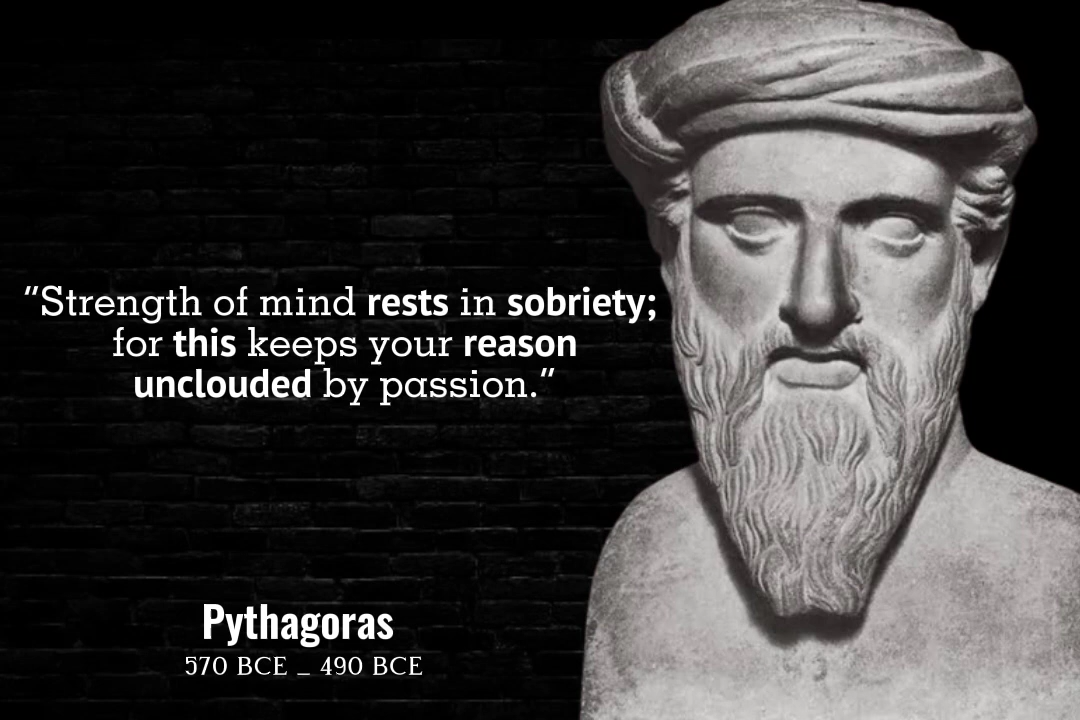 “Strength of mind rests in sobriety;
for this keeps your reason
unclouded by passion.”
Pythagoras
570 BCE _ 490 BCE